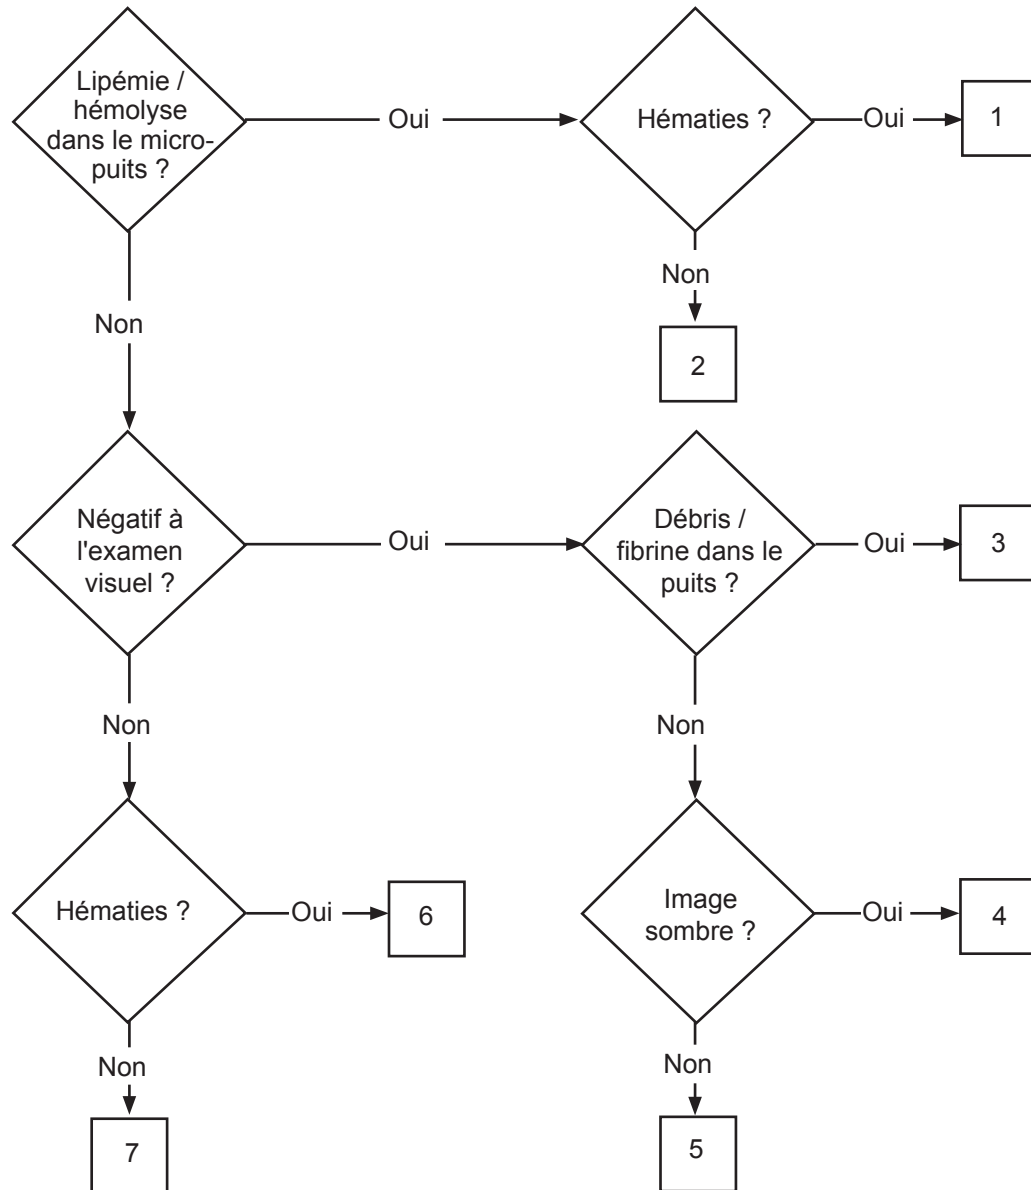 Lipémie /
hémolyse
dans le micro-
puits ?
Oui
Hématies ?
Oui
1
Non
2
Non
Négatif à
l'examen
visuel ?
Oui
Débris /
fibrine dans le
puits ?
Oui
3
Non
Non
Hématies ?
Oui
6
Image
sombre ?
Oui
4
Non
7
Non
5